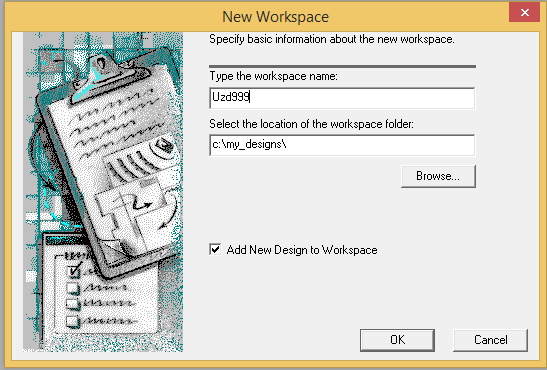 New Workspace
Specify basic information about the new workspace.
Type the workspace name:
Uzd999
Select the location of the workspace folder:
c:\my_designs\
Browse...
Add New Design to Workspace
OK
Cancel